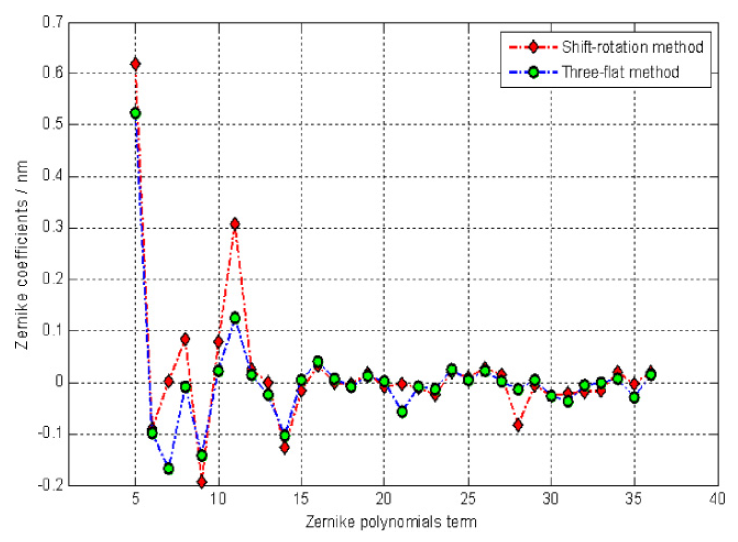 0.7
0.6
0.5
0.4
0.3
0.2
0.1
0
-0.1
-0.2
Zernike coefficients / nm
Shift-rotation method
Three-flat method
5 10 15 20 25 30 35 40
Zernike polynomials term